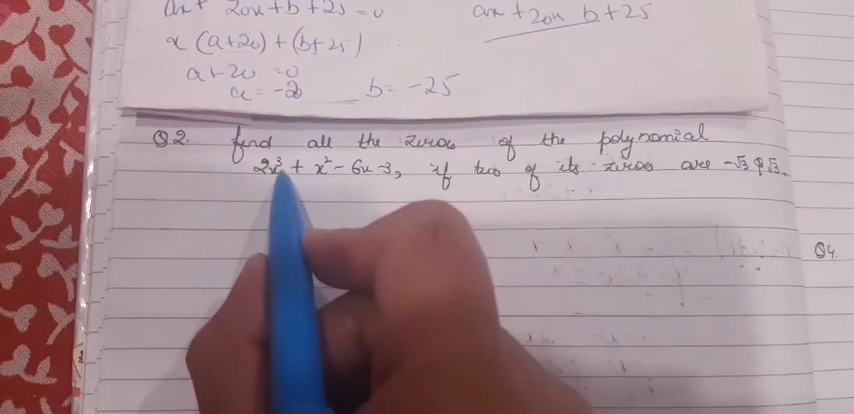 ax + 20x + b + 25 = 0
ax + 20x b + 25
x (a+20) + (b+25)
a + 20 = 0
a = -20 b = -25
Q2. find all the zeros of the polynomial
2x³ + x² - 6x - 3, if two of its zeros are -√3 & √3.
Q4.